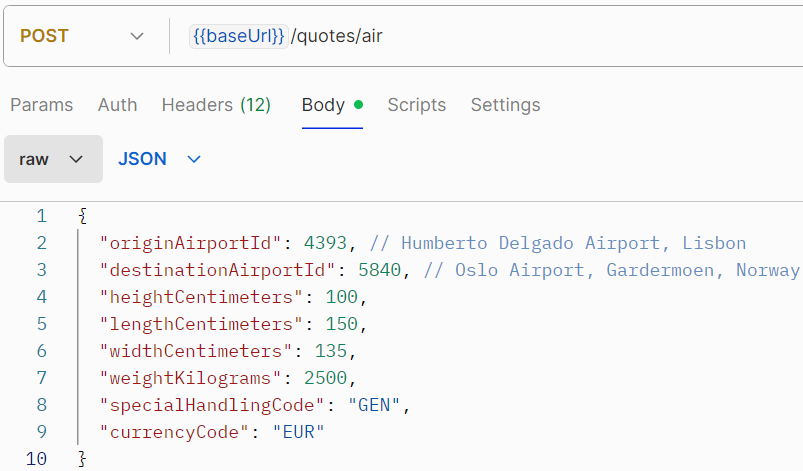 POST {{baseUrl}}/quotes/air
Params Auth Headers (12) Body Scripts Settings
raw JSON
1 {
2 "originAirportId": 4393, // Humberto Delgado Airport, Lisbon
3 "destinationAirportId": 5840, // Oslo Airport, Gardermoen, Norway
4 "heightCentimeters": 100,
5 "lengthCentimeters": 150,
6 "widthCentimeters": 135,
7 "weightKilograms": 2500,
8 "specialHandlingCode": "GEN",
9 "currencyCode": "EUR"
10 }